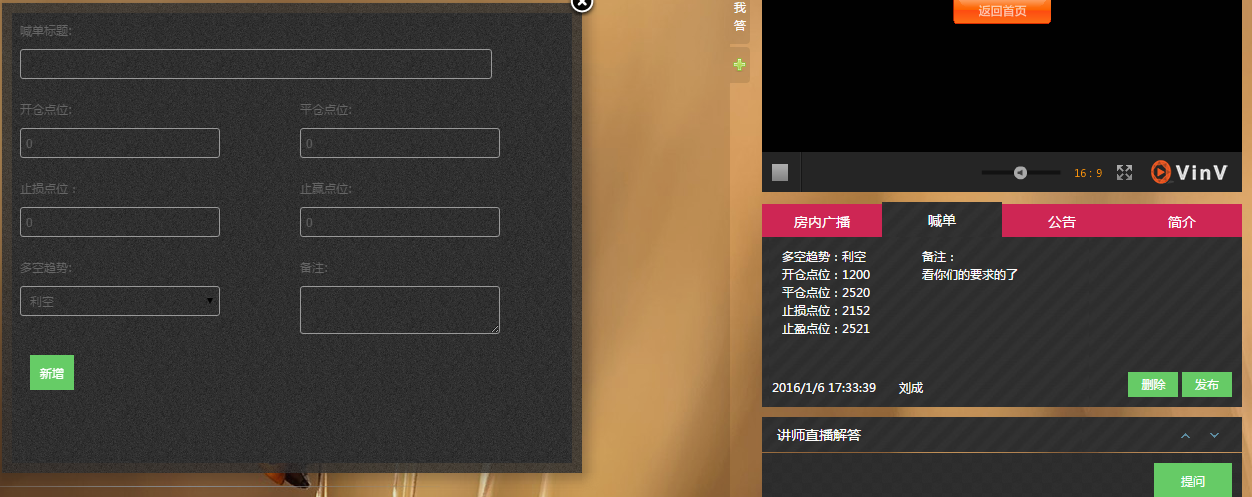 喊单标题:
开仓点位:
平仓点位:
0
0
止损点位：
止赢点位:
0
0
多空趋势:
备注:
利空
新增
我
答
返回首页
16 : 9
VinV
房内广播
喊单
公告
简介
多空趋势：利空
开仓点位：1200
平仓点位：2520
止损点位：2152
止盈点位：2521
备注：
看你们的要求的了
2016/1/6 17:33:39
刘成
删除
发布
讲师直播解答
提问